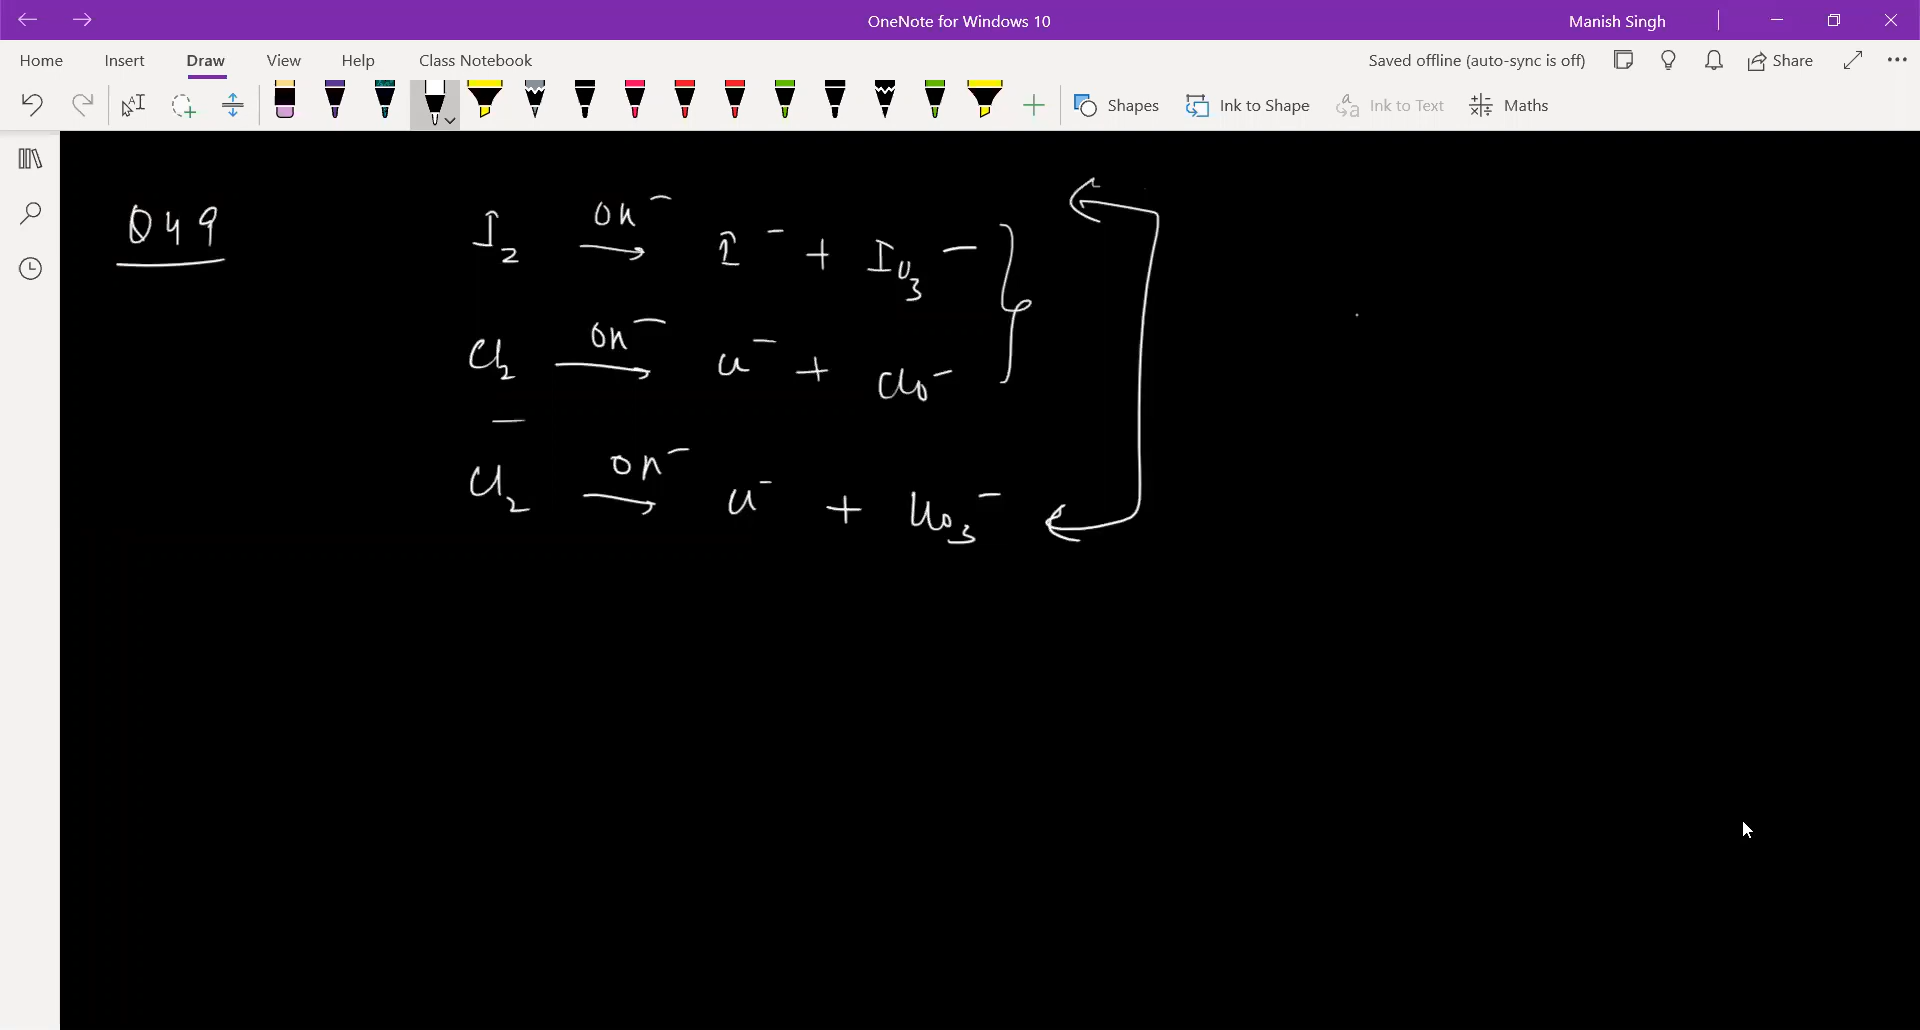 OneNote for Windows 10
Manish Singh
Home Insert Draw View Help Class Notebook
Saved offline (auto-sync is off) Share
Shapes Ink to Shape Ink to Text Maths
Q49
I₂ —OH⁻→ I⁻ + IO₃⁻
Cl₂ —OH⁻→ Cl⁻ + ClO⁻
Cl₂ —OH⁻→ Cl⁻ + ClO₃⁻